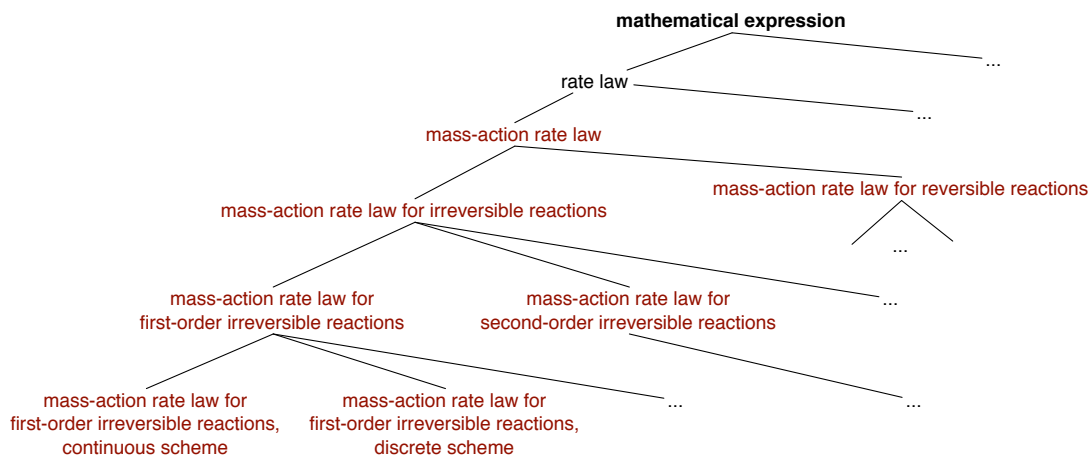 mathematical expression
...
rate law
...
mass-action rate law
mass-action rate law for reversible reactions
mass-action rate law for irreversible reactions
...
mass-action rate law for
first-order irreversible reactions
mass-action rate law for
second-order irreversible reactions
...
mass-action rate law for
first-order irreversible reactions,
continuous scheme
mass-action rate law for
first-order irreversible reactions,
discrete scheme
...
...